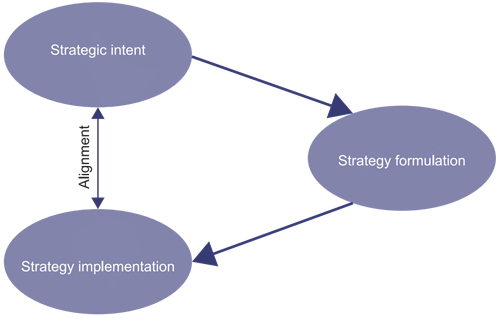 Strategic intent
Alignment
Strategy formulation
Strategy implementation